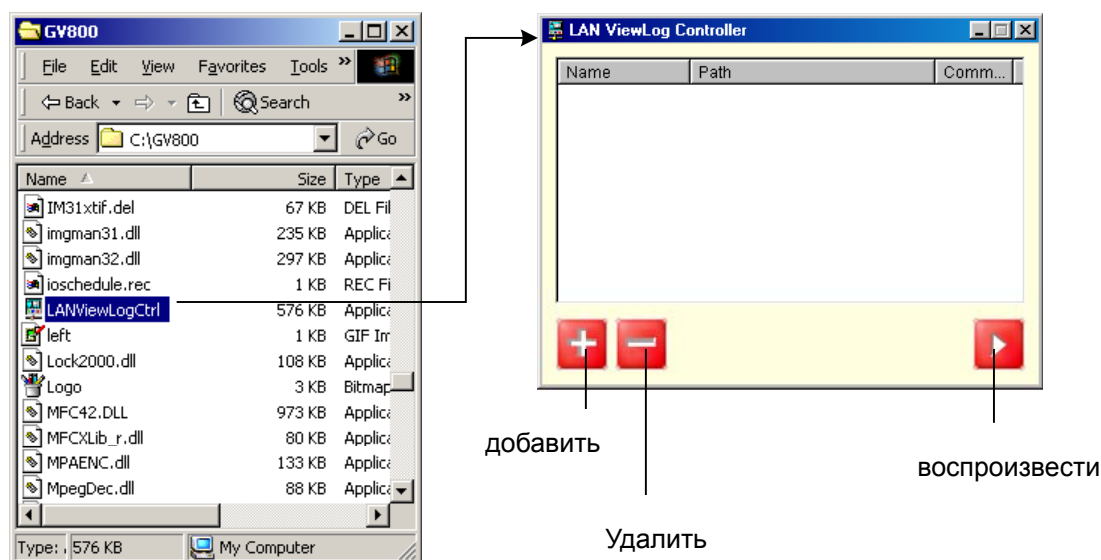 GV800
File Edit View Favorites Tools »
Back Search »
Address C:\GV800 Go
Name Size Type
IM31xtif.del 67 KB DEL Fil
imgman31.dll 235 KB Applica
imgman32.dll 297 KB Applica
ioschedule.rec 1 KB REC Fi
LANViewLogCtrl 576 KB Applica
left 1 KB GIF Im
Lock2000.dll 108 KB Applica
Logo 3 KB Bitmap
MFC42.DLL 973 KB Applica
MFCXLib_r.dll 80 KB Applica
MPAENC.dll 133 KB Applica
MpegDec.dll 88 KB Applica
Type: . 576 KB My Computer
LAN ViewLog Controller
Name Path Comm...
добавить
воспроизвести
Удалить